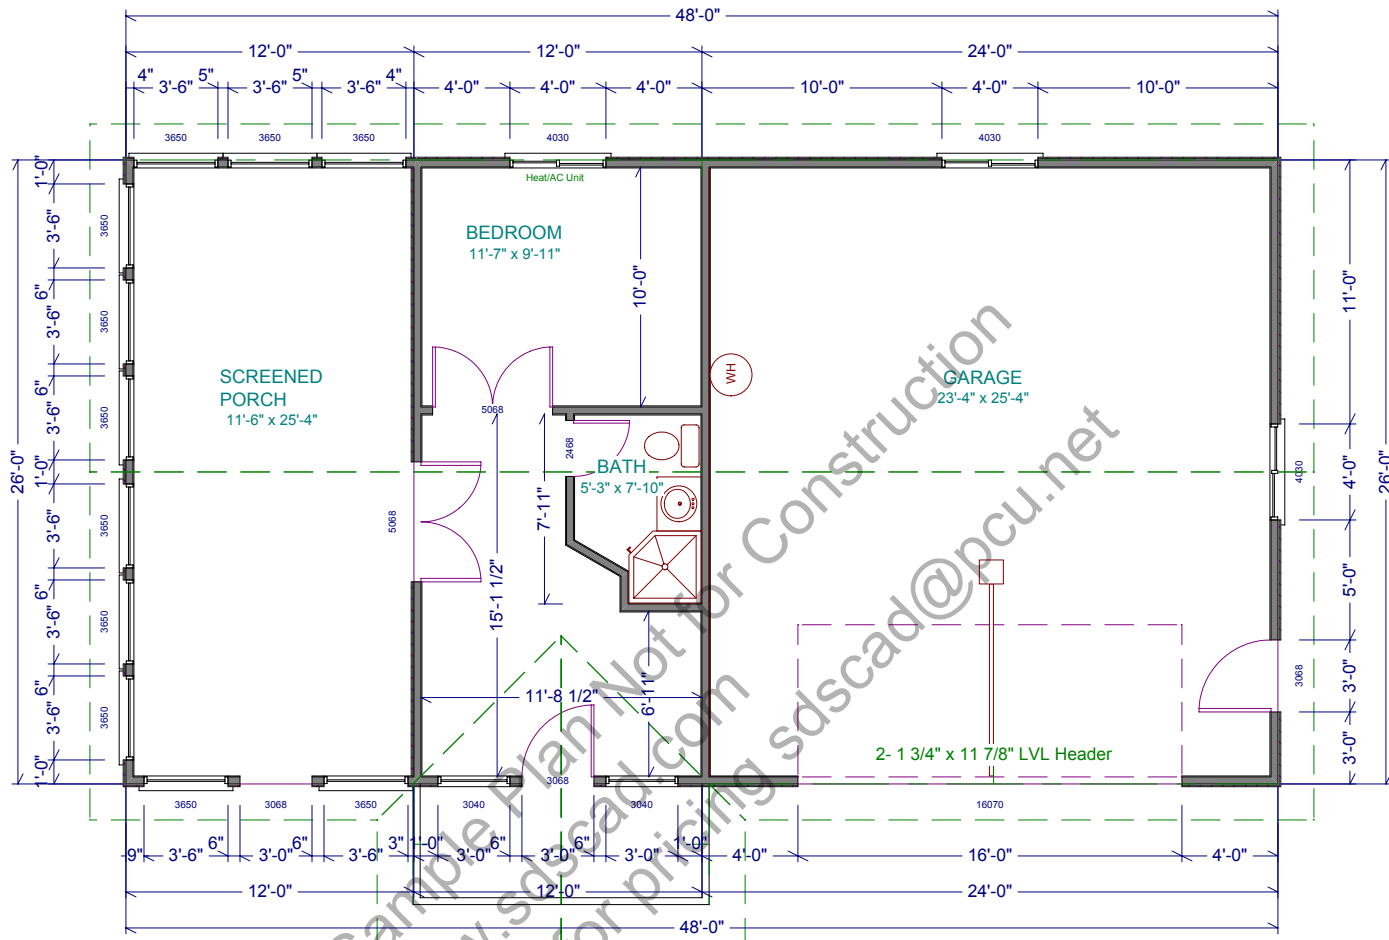 48'-0"
12'-0" 12'-0" 24'-0"
4" 3'-6" 5" 3'-6" 5" 3'-6" 4" 4'-0" 4'-0" 4'-0" 10'-0" 4'-0" 10'-0"
3650 3650 3650 4030 4030
Heat/AC Unit
26'-0"
1'-0"
3'-6"
6"
3'-6"
6"
3'-6"
1'-0"
3'-6"
6"
3'-6"
6"
3'-6"
1'-0"
3650
3650
3650
3650
3650
3650
SCREENED
PORCH
11'-6" x 25'-4"
BEDROOM
11'-7" x 9'-11"
10'-0"
5068
5068
2468
BATH
5'-3" x 7'-10"
7'-11"
15'-1 1/2"
11'-8 1/2"
6'-11"
WH
GARAGE
23'-4" x 25'-4"
2- 1 3/4" x 11 7/8" LVL Header
11'-0"
4'-0"
5'-0"
3'-0"
3'-0"
26'-0"
4030
3068
3650 3068 3650 3040 3068 3040 16070
9" 3'-6" 6" 3'-0" 6" 3'-6" 3" 1'-0" 3'-0" 6" 3'-0" 6" 3'-0" 1'-0" 4'-0" 16'-0" 4'-0"
12'-0" 12'-0" 24'-0"
48'-0"
Sample Plan Not for Construction
w.sdscad.com
for pricing sdscad@pcu.net